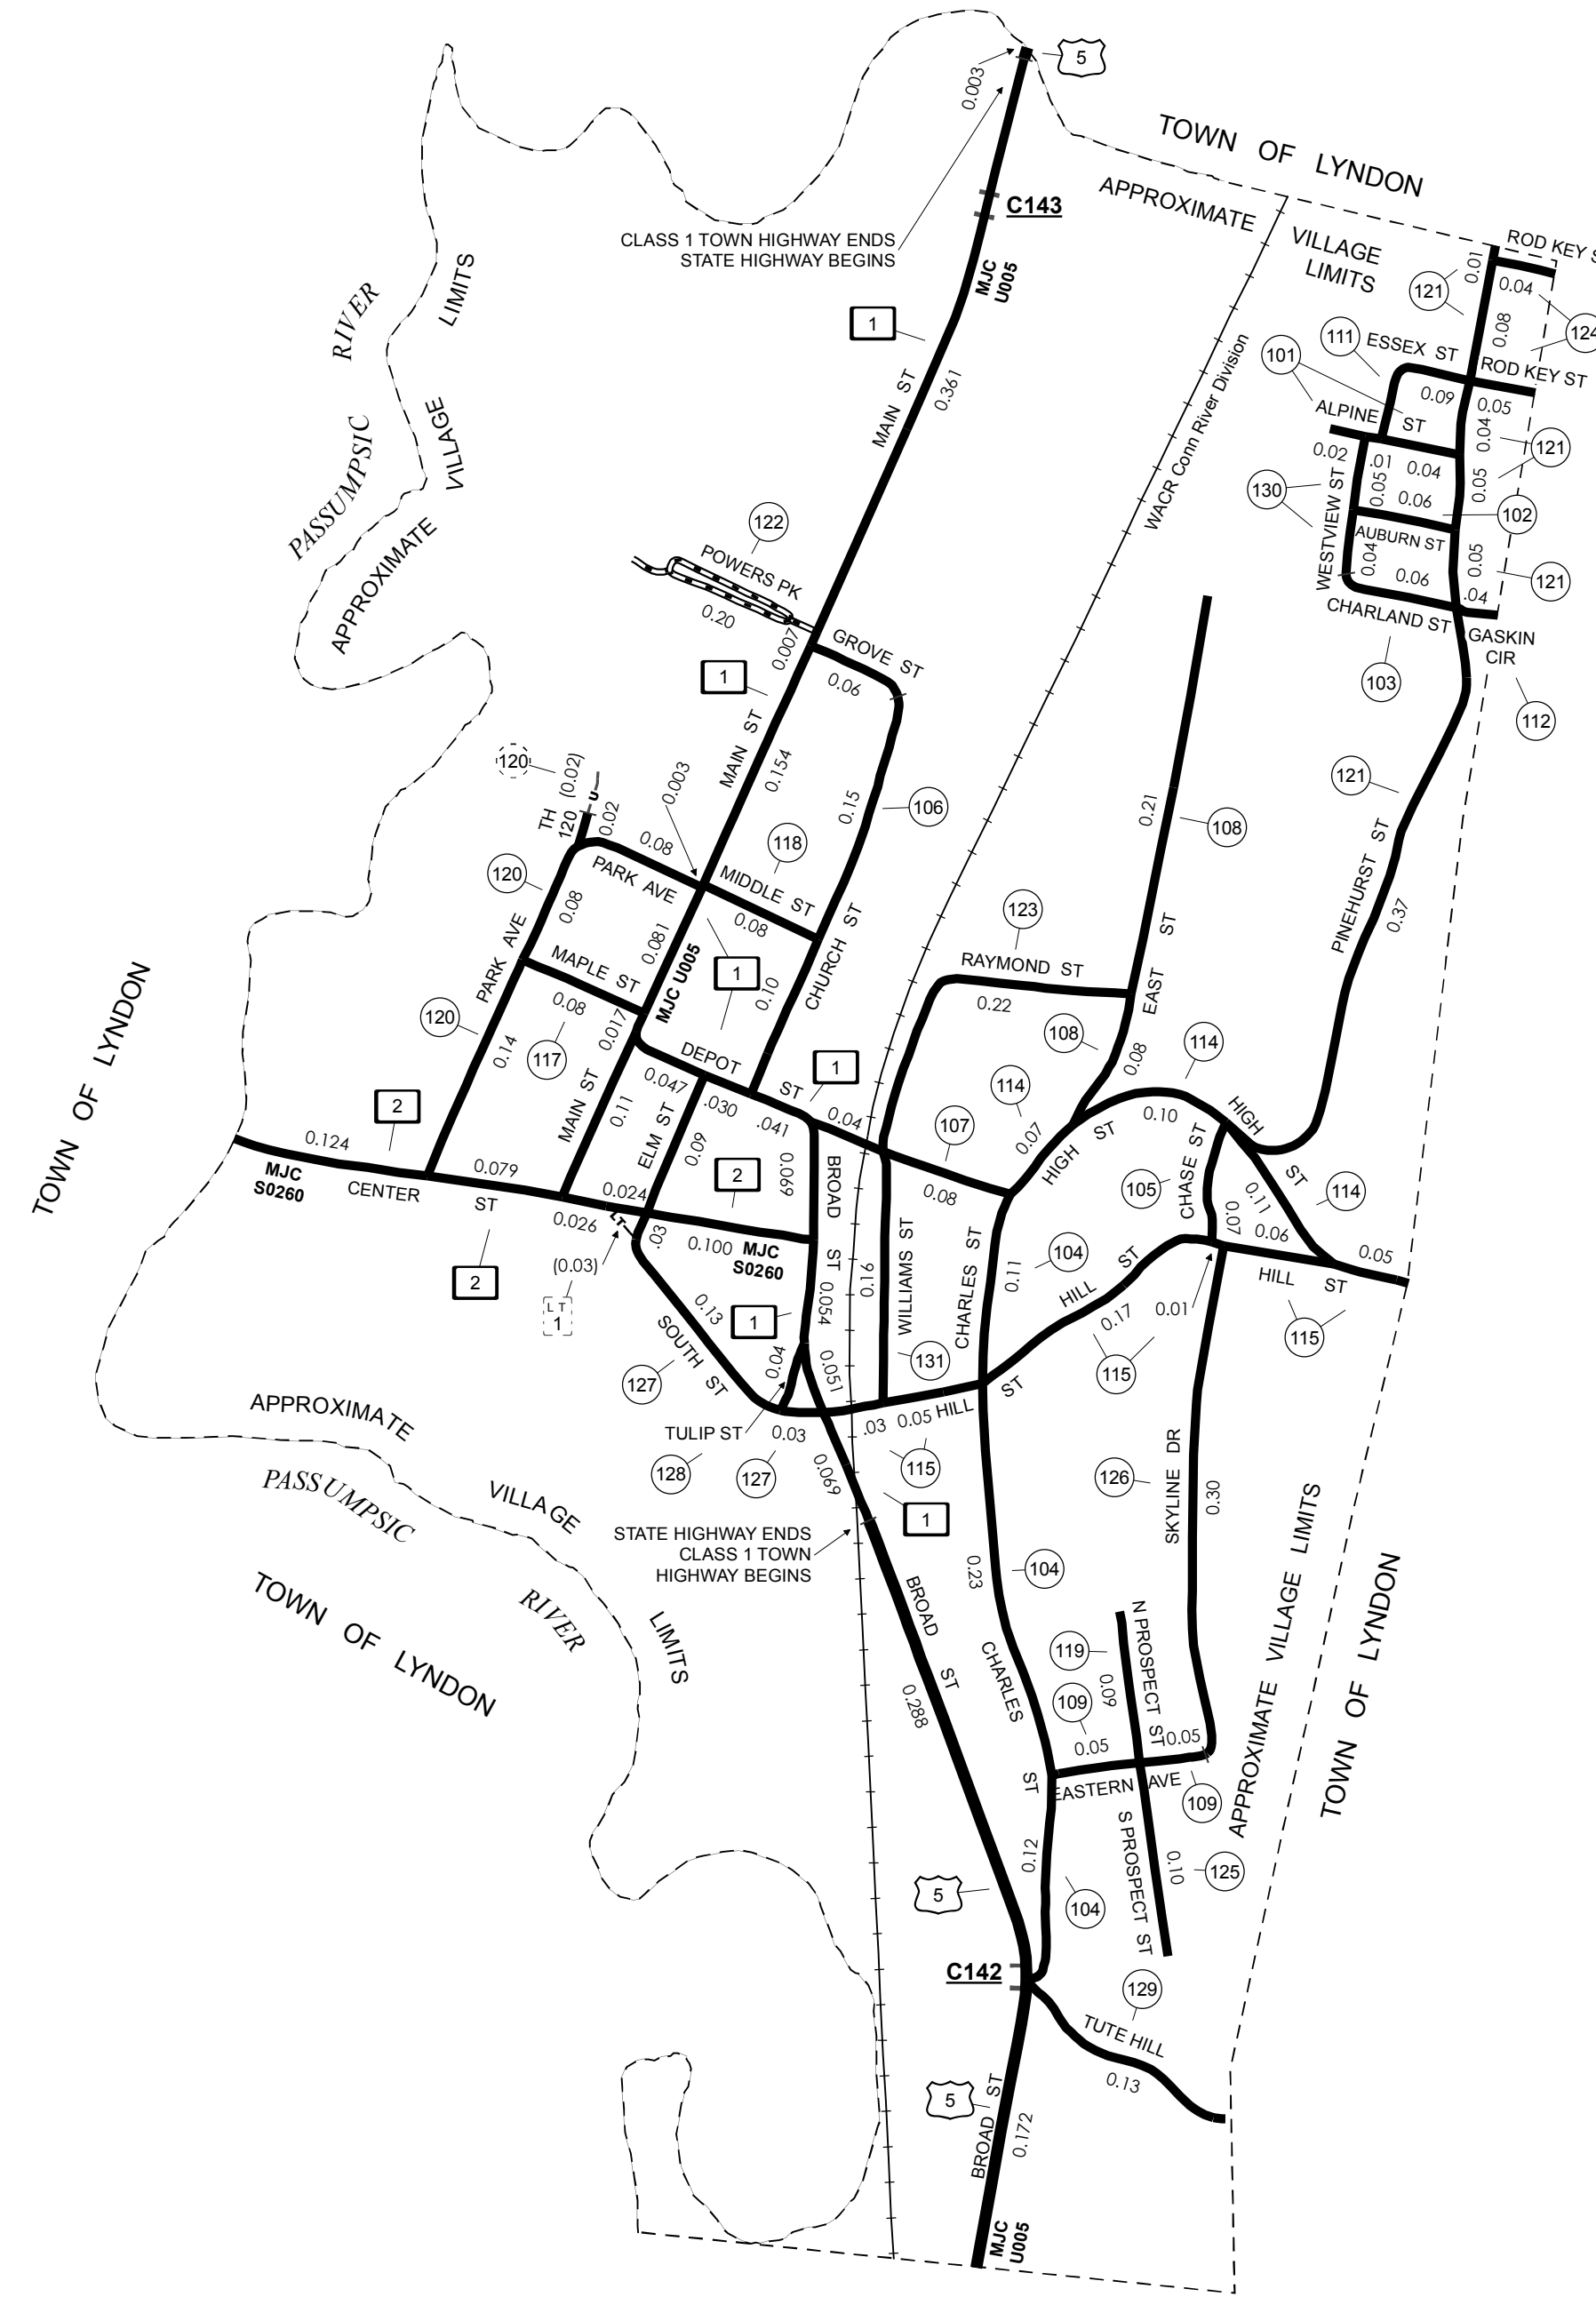 5
0.003
TOWN OF LYNDON
APPROXIMATE
VILLAGE
LIMITS
C143
CLASS 1 TOWN HIGHWAY ENDS
STATE HIGHWAY BEGINS
MJC
U005
ROD KEY
0.01
0.04
121
0.08
124
LIMITS
VILLAGE
APPROXIMATE
RIVER
PASSUMPSIC
1
MAIN ST
0.361
WACR Conn River Division
111
101
ESSEX ST
ROD KEY ST
0.09
0.05
ALPINE
ST
0.04
121
0.02
.01
0.04
0.05
130
WESTVIEW ST
0.05
0.06
102
AUBURN ST
0.04
0.06
0.05
121
.04
CHARLAND ST
GASKIN
CIR
103
112
122
POWERS PK
0.20
0.007
GROVE ST
0.06
1
MAIN ST
0.154
120
(0.02)
0.003
TH
120
0.02
0.08
118
0.15
106
0.21
108
121
PINEHURST ST
0.37
120
PARK AVE
MIDDLE ST
0.08
0.08
0.081
MJC U005
1
PARK AVE
MAPLE ST
0.08
0.017
0.10
CHURCH ST
123
RAYMOND ST
0.22
EAST ST
120
0.14
117
DEPOT
ST
1
108
0.08
114
114
TOWN OF LYNDON
2
MAIN ST
0.11
0.047
.030
.041
0.04
ELM ST
0.09
107
0.07
HIGH ST
0.10
HIGH
ST
0.124
MJC
S0260
CENTER
ST
0.079
0.026
0.024
2
0.069
BROAD
ST
0.08
105
CHASE ST
0.07
0.11
0.06
114
0.05
2
(0.03)
LT
LT
1
.03
0.100
MJC
S0260
0.16
WILLIAMS ST
CHARLES ST
0.11
104
HILL ST
0.17
0.01
HILL
ST
115
115
0.13
SOUTH ST
127
1
0.054
0.04
0.051
131
TULIP ST
0.03
.03
0.05
HILL
ST
128
127
0.069
115
1
126
SKYLINE DR
0.30
APPROXIMATE
PASSUMPSIC
VILLAGE
RIVER
LIMITS
STATE HIGHWAY ENDS
CLASS 1 TOWN
HIGHWAY BEGINS
TOWN OF LYNDON
BROAD
ST
0.288
0.23
104
CHARLES
ST
119
0.09
N PROSPECT ST
109
0.05
0.05
EASTERN AVE
109
APPROXIMATE VILLAGE LIMITS
TOWN OF LYNDON
0.12
S PROSPECT ST
0.10
125
104
5
C142
129
TUTE HILL
0.13
5
BROAD ST
0.172
MJC
U005